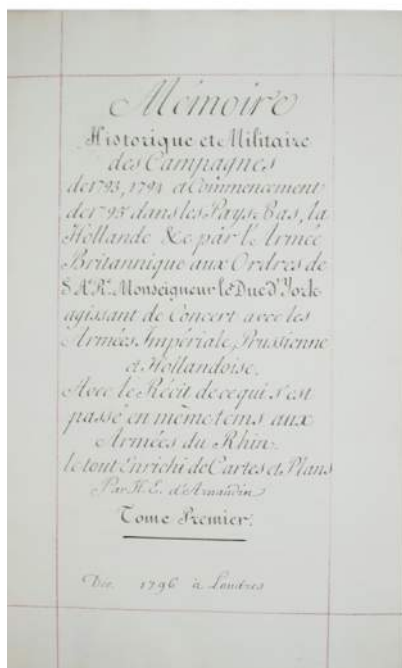 Mémoire
Historique et Militaire
des Campagnes
de 1793, 1794 et Commencement
de 1795 dans les Pays-Bas, la
Hollande &c par l'Armée
Britannique aux Ordres de
S. A. R. Monseigneur le Duc d'York
agissant de Concert avec les
Armées Impériale, Prussienne
et Hollandoise.
Avec le Récit de ce qui s'est
passé en même tems aux
Armées du Rhin.
le tout Enrichi de Cartes et Plans
Par H. E. d'Arnaudin
Tome Premier.
1796 à Londres